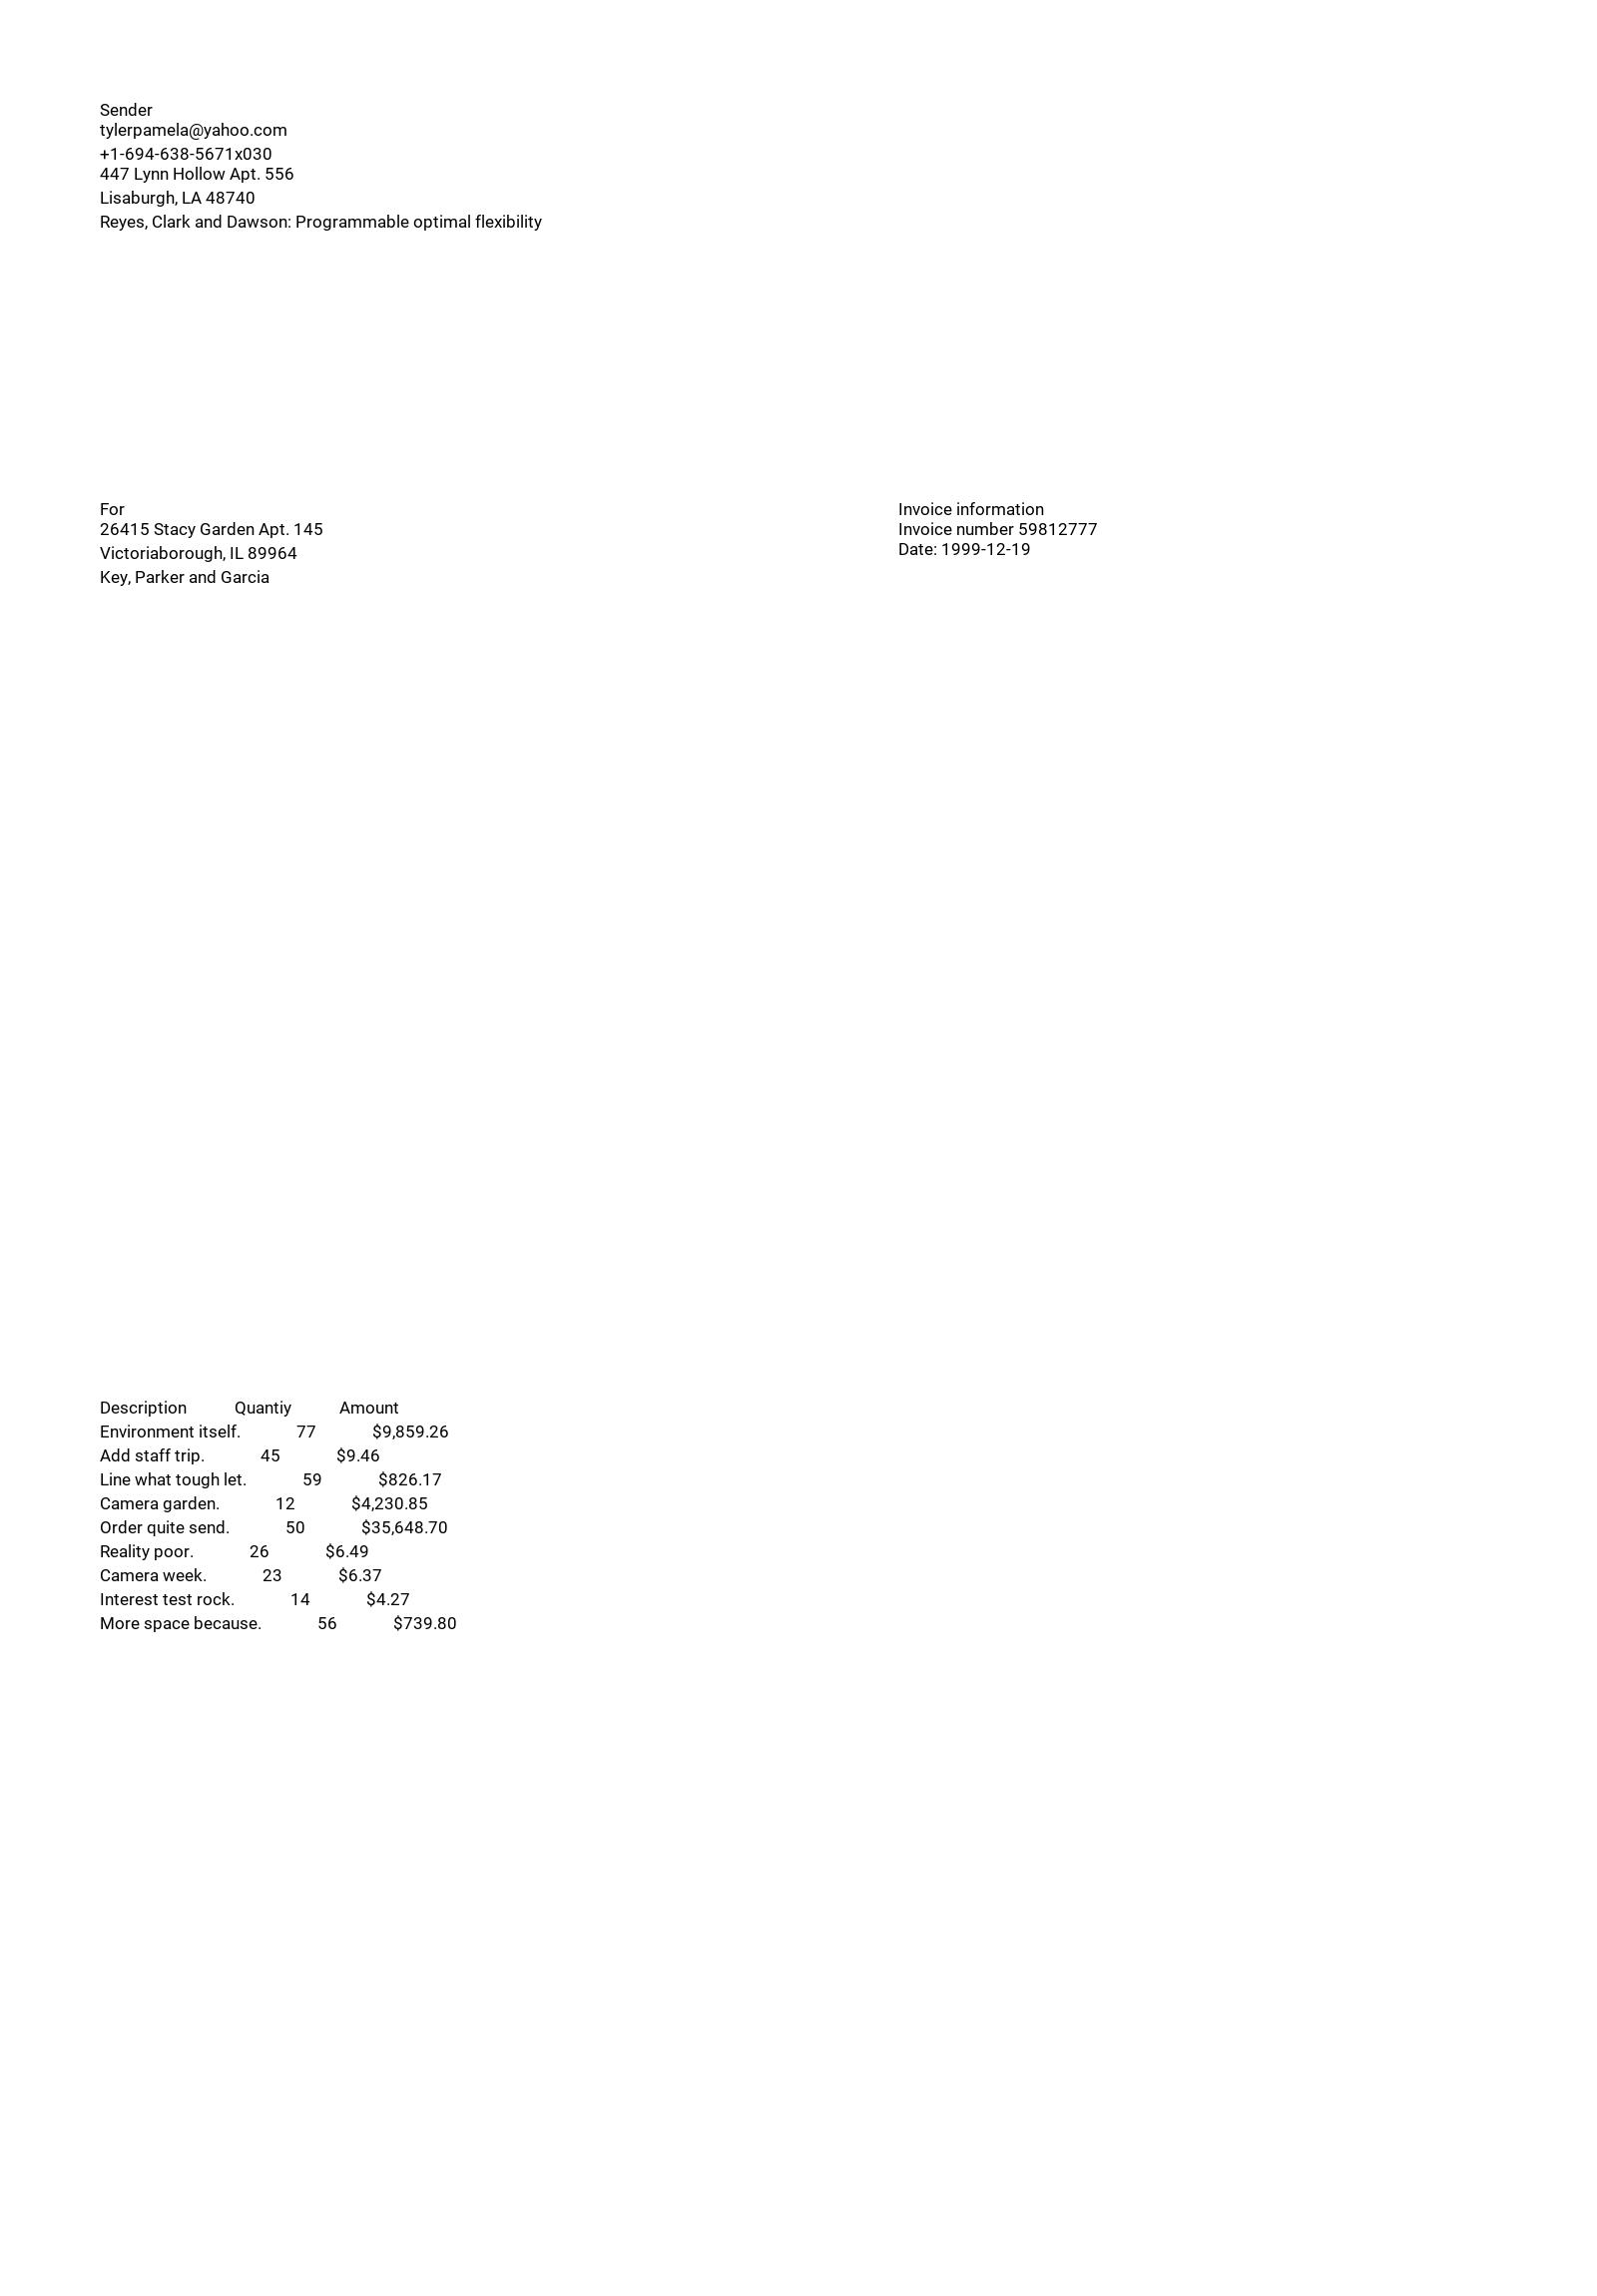 Sender
tylerpamela@yahoo.com
+1-694-638-5671x030
447 Lynn Hollow Apt. 556
Lisaburgh, LA 48740
Reyes, Clark and Dawson: Programmable optimal flexibility
For
26415 Stacy Garden Apt. 145
Victoriaborough, IL 89964
Key, Parker and Garcia
Invoice information
Invoice number 59812777
Date: 1999-12-19
Description Quantiy Amount
Environment itself. 77 $9,859.26
Add staff trip. 45 $9.46
Line what tough let. 59 $826.17
Camera garden. 12 $4,230.85
Order quite send. 50 $35,648.70
Reality poor. 26 $6.49
Camera week. 23 $6.37
Interest test rock. 14 $4.27
More space because. 56 $739.80